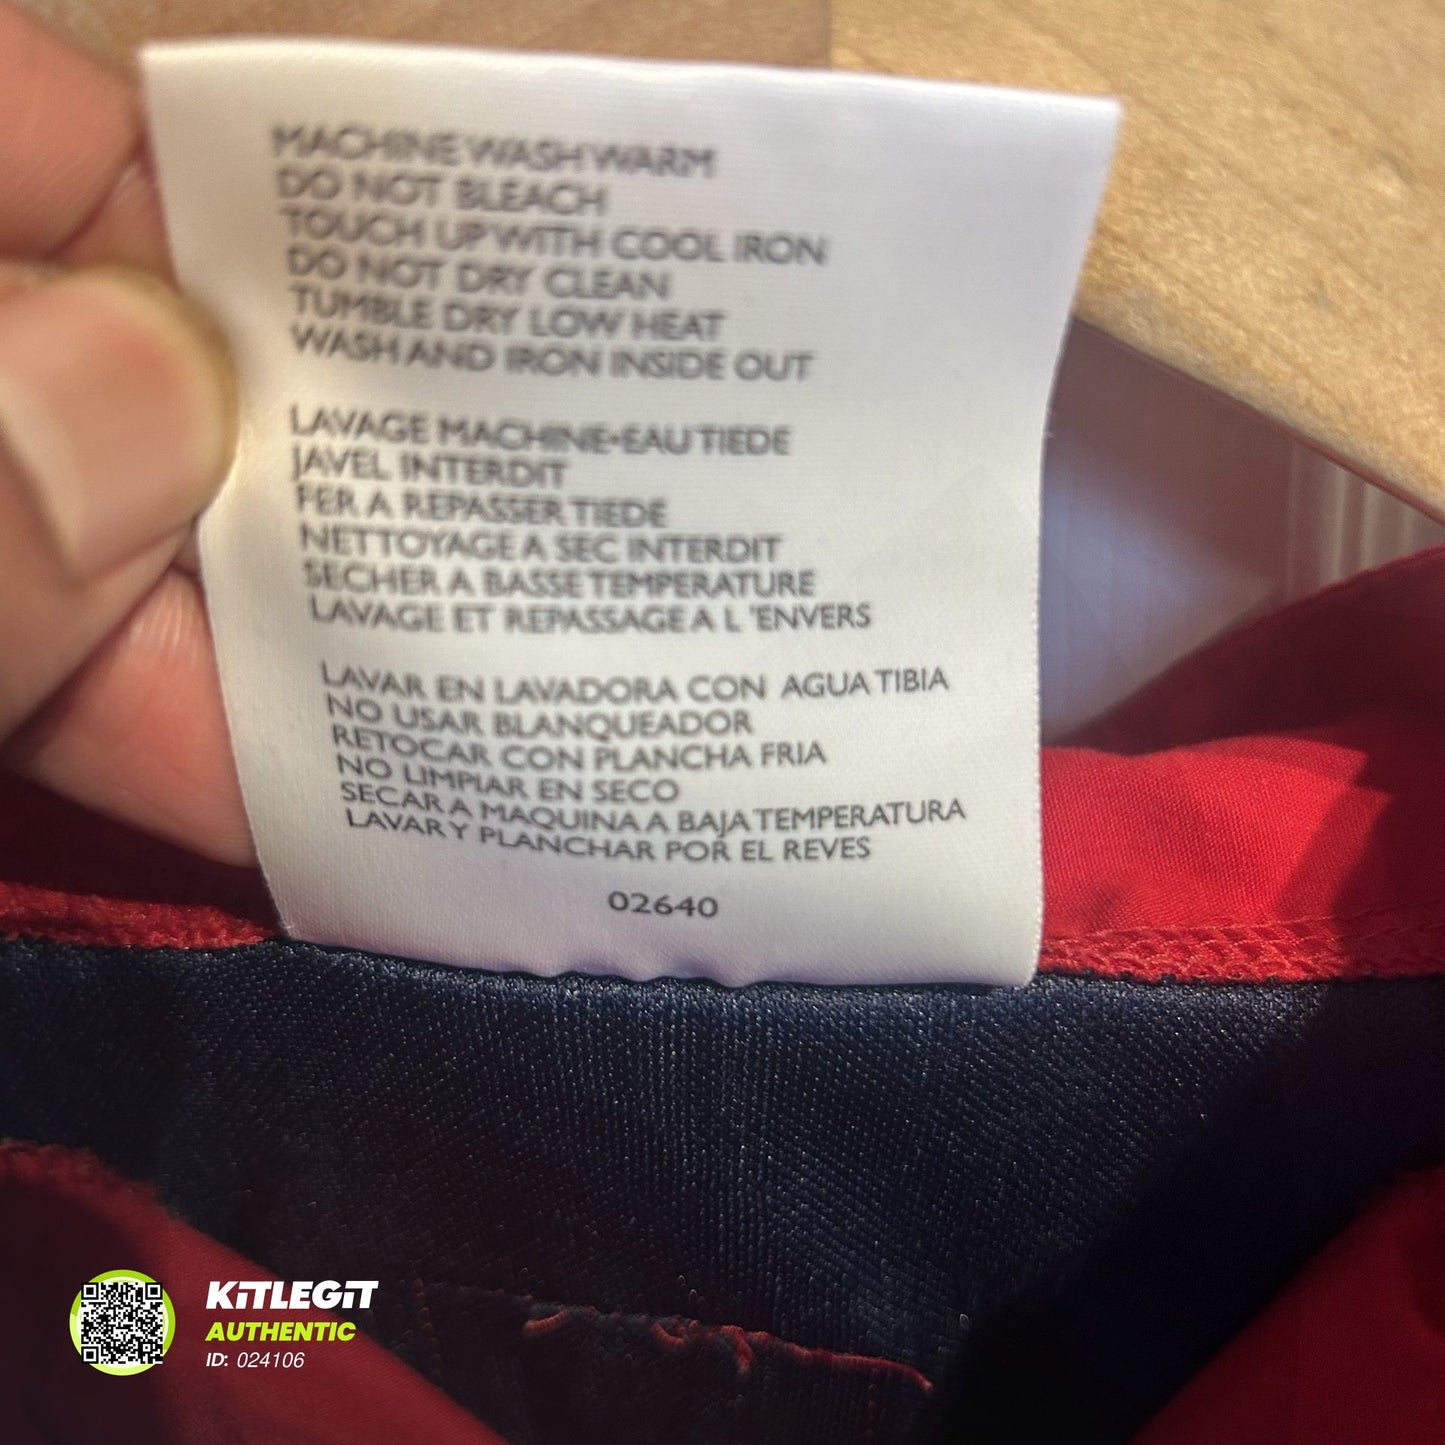 MACHINE WASH WARM
DO NOT BLEACH
TOUCH UP WITH COOL IRON
DO NOT DRY CLEAN
TUMBLE DRY LOW HEAT
WASH AND IRON INSIDE OUT
LAVAGE MACHINE•EAU TIEDE
JAVEL INTERDIT
FER A REPASSER TIEDE
NETTOYAGE A SEC INTERDIT
SECHER A BASSE TEMPERATURE
LAVAGE ET REPASSAGE A L 'ENVERS
LAVAR EN LAVADORA CON AGUA TIBIA
NO USAR BLANQUEADOR
RETOCAR CON PLANCHA FRIA
NO LIMPIAR EN SECO
SECAR A MAQUINA A BAJA TEMPERATURA
LAVAR Y PLANCHAR POR EL REVES
02640
KiTLEGiT
AUTHENTIC
ID: 024106